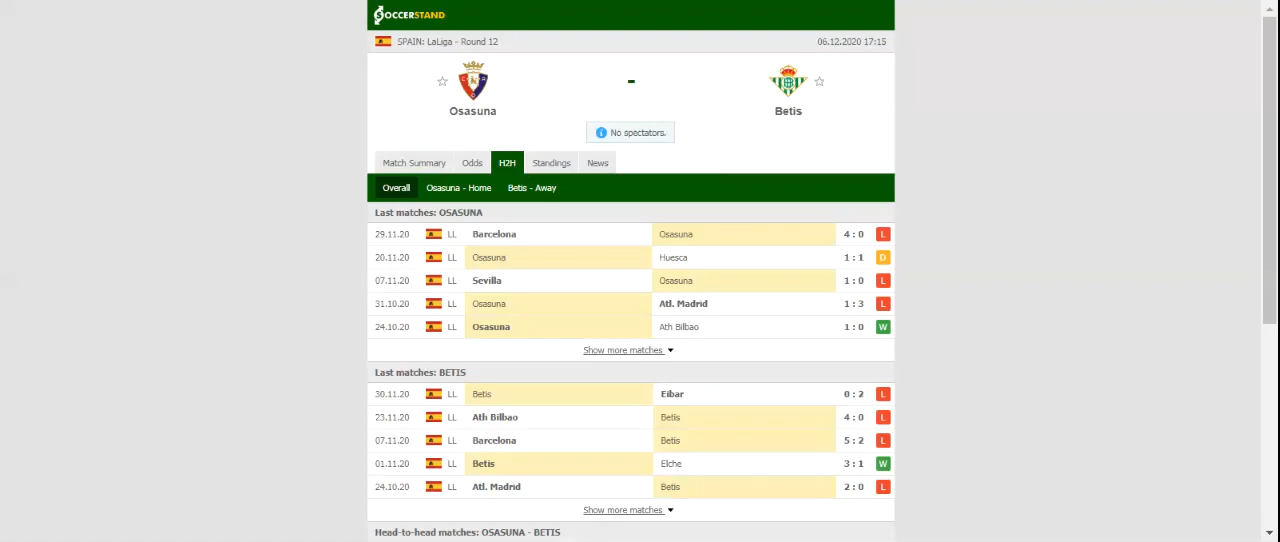 SOCCERSTAND
SPAIN: LaLiga - Round 12 06.12.2020 17:15
-
Osasuna Betis
No spectators.
Match Summary Odds H2H Standings News
Overall Osasuna - Home Betis - Away
Last matches: OSASUNA
29.11.20 LL Barcelona Osasuna 4 : 0 L
20.11.20 LL Osasuna Huesca 1 : 1 D
07.11.20 LL Sevilla Osasuna 1 : 0 L
31.10.20 LL Osasuna Atl. Madrid 1 : 3 L
24.10.20 LL Osasuna Ath Bilbao 1 : 0 W
Show more matches
Last matches: BETIS
30.11.20 LL Betis Eibar 0 : 2 L
23.11.20 LL Ath Bilbao Betis 4 : 0 L
07.11.20 LL Barcelona Betis 5 : 2 L
01.11.20 LL Betis Elche 3 : 1 W
24.10.20 LL Atl. Madrid Betis 2 : 0 L
Show more matches
Head-to-head matches: OSASUNA - BETIS